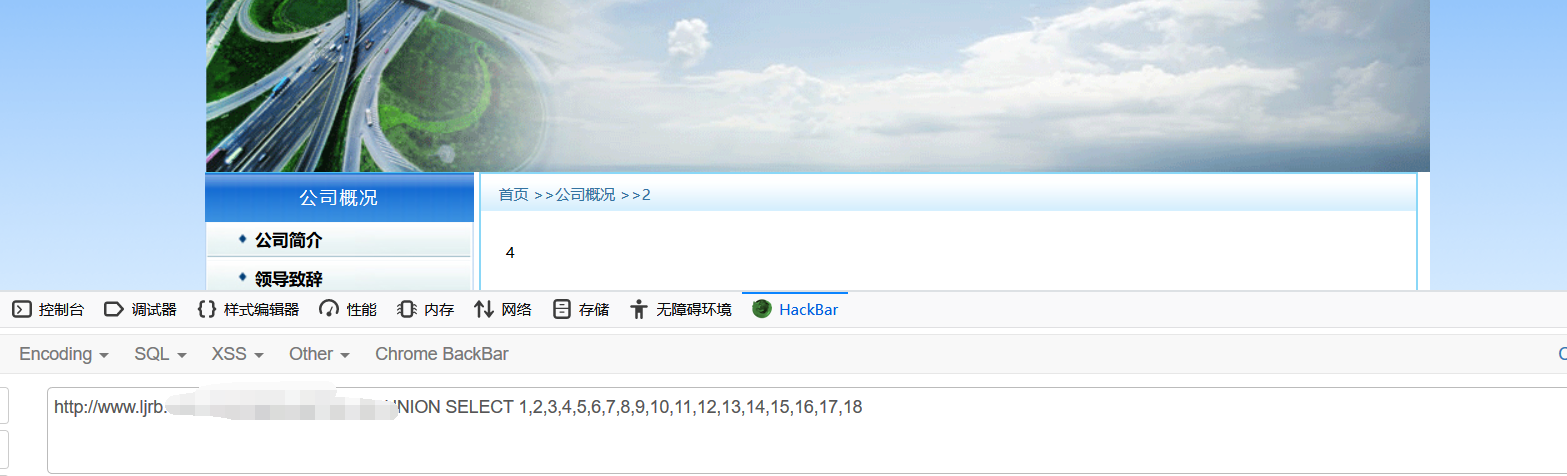 公司概况
首页 >>公司概况 >>2
公司简介
4
领导致辞
控制台 调试器 样式编辑器 性能 内存 网络 存储 无障碍环境 HackBar
Encoding SQL XSS Other Chrome BackBar
http://www.ljrb. UNION SELECT 1,2,3,4,5,6,7,8,9,10,11,12,13,14,15,16,17,18